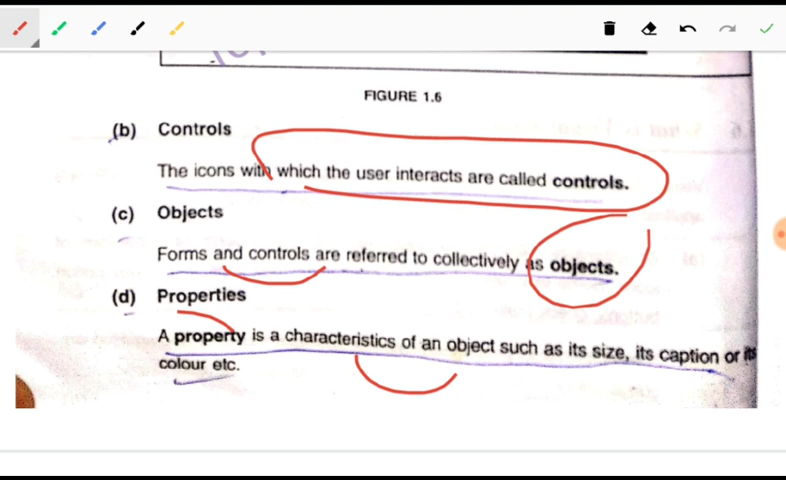 FIGURE 1.6
(b) Controls
The icons with which the user interacts are called controls.
(c) Objects
Forms and controls are referred to collectively as objects.
(d) Properties
A property is a characteristics of an object such as its size, its caption or its
colour etc.